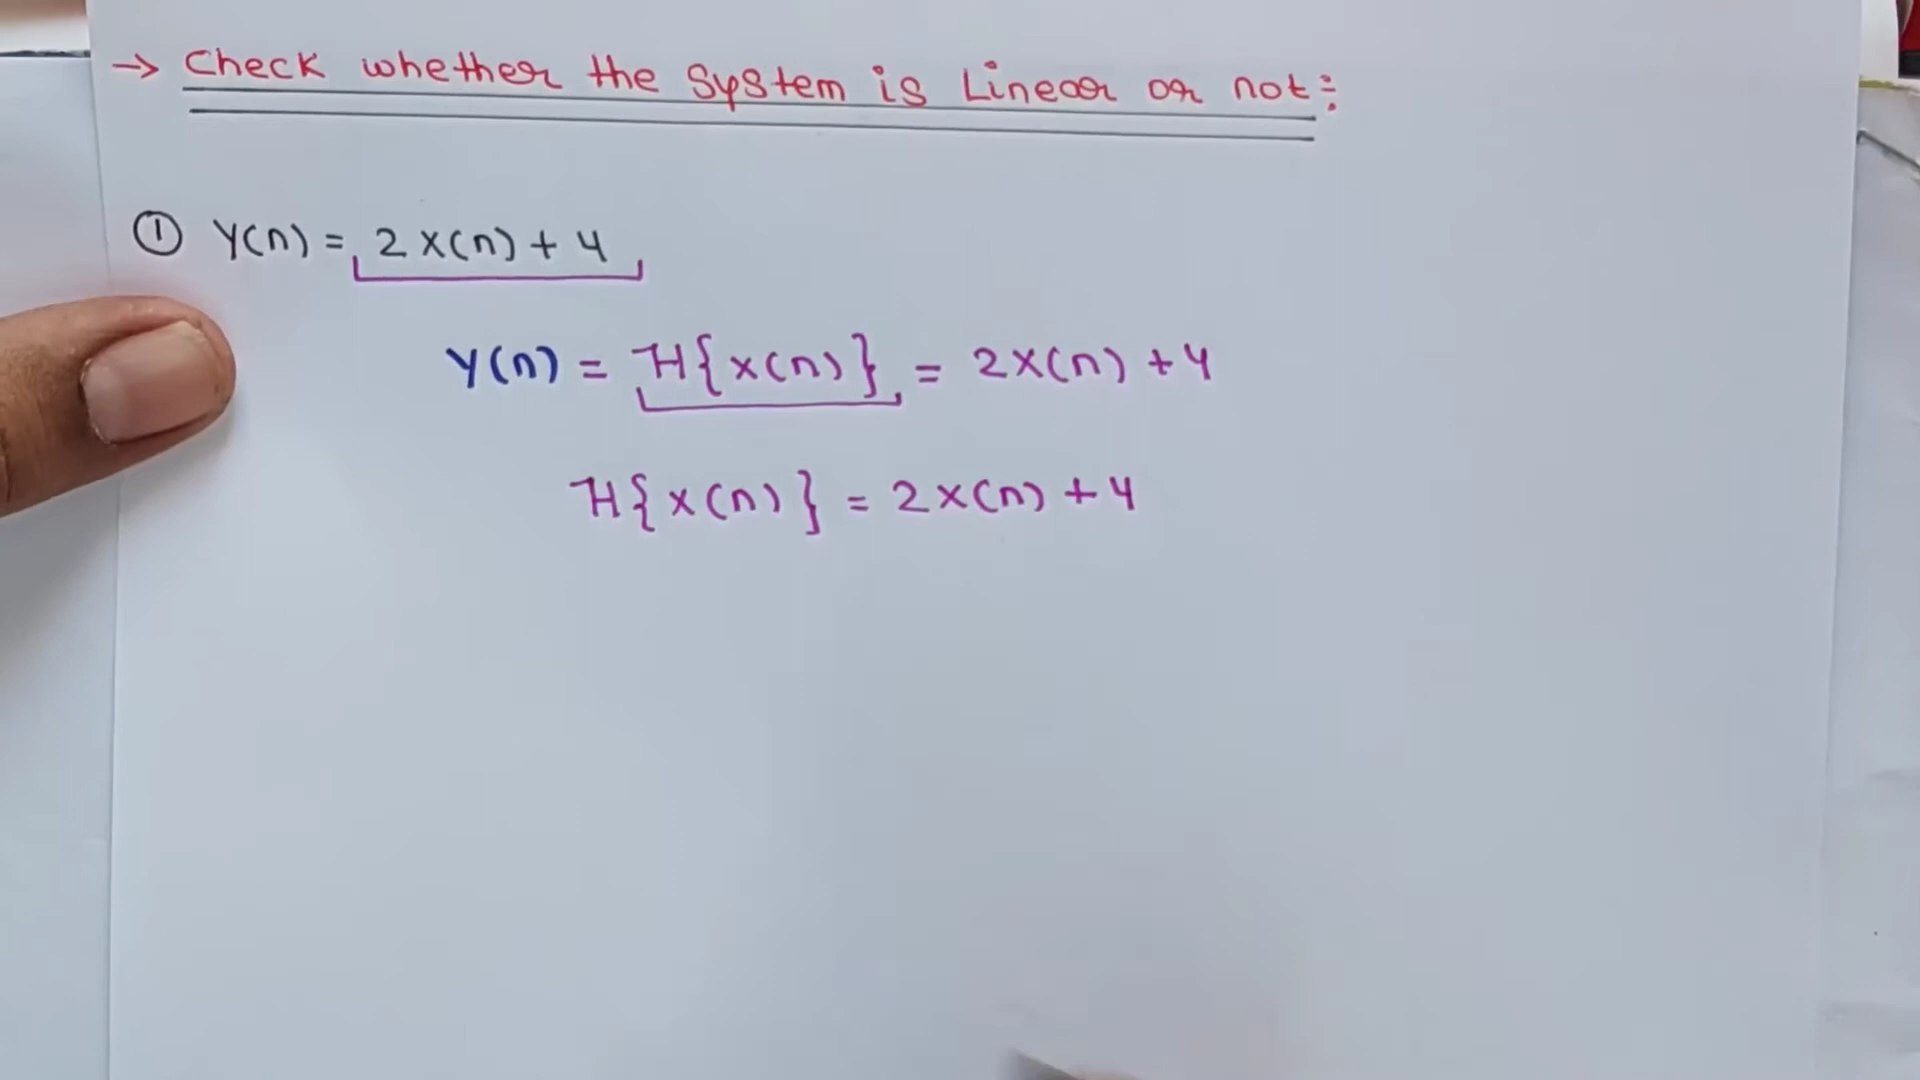 → Check whether the System is Linear or not:
① Y(n) = 2x(n) + 4
Y(n) = H{x(n)} = 2x(n) + 4
H{x(n)} = 2x(n) + 4